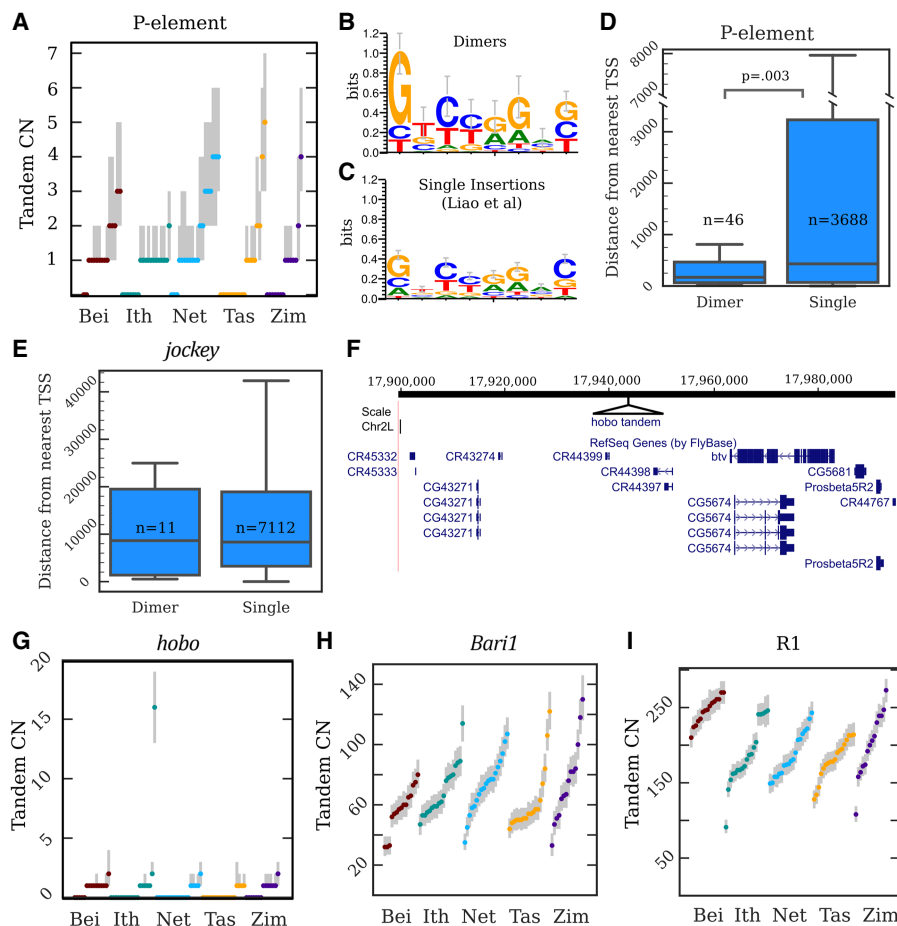 A
P-element
Tandem CN
7
6
5
4
3
2
1
Bei Ith Net Tas Zim
B
Dimers
bits
1.2
1.0
0.8
0.6
0.4
0.2
0.0
C
Single Insertions
(Liao et al)
bits
1.2
1.0
0.8
0.6
0.4
0.2
0.0
D
P-element
Distance from nearest TSS
8000
7000
3000
2000
1000
0
p=.003
n=46
n=3688
Dimer Single
E
jockey
Distance from nearest TSS
40000
30000
20000
10000
0
n=11
n=7112
Dimer Single
F
17,900,000 17,920,000 17,940,000 17,960,000 17,980,000
Scale
Chr2L
hobo tandem
RefSeq Genes (by FlyBase)
CR45332 CR43274 CR44399 btv
CR45333 CR44398 CG5681
CG43271 CR44397 Prosbeta5R2
CG43271 CG5674 CR44767
CG43271 CG5674
CG43271 CG5674
CG5674
Prosbeta5R2
G
hobo
Tandem CN
20
15
10
5
0
Bei Ith Net Tas Zim
H
Bari1
Tandem CN
140
100
60
20
Bei Ith Net Tas Zim
I
R1
Tandem CN
250
150
50
Bei Ith Net Tas Zim